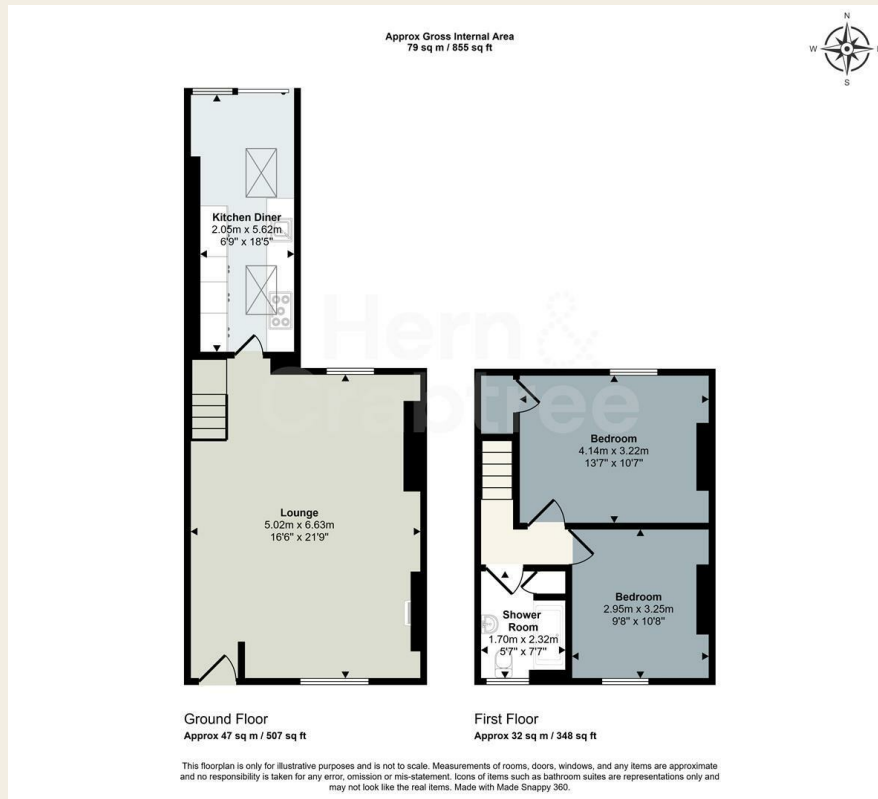 Approx Gross Internal Area
79 sq m / 855 sq ft
N
W
S
Kitchen Diner
2.05m x 5.62m
6'9" x 18'5"
Hern &
Crabtree
Lounge
5.02m x 6.63m
16'6" x 21'9"
Bedroom
4.14m x 3.22m
13'7" x 10'7"
Bedroom
2.95m x 3.25m
9'8" x 10'8"
Shower
Room
1.70m x 2.32m
5'7" x 7'7"
Ground Floor
Approx 47 sq m / 507 sq ft
First Floor
Approx 32 sq m / 348 sq ft
This floorplan is only for illustrative purposes and is not to scale. Measurements of rooms, doors, windows, and any items are approximate
and no responsibility is taken for any error, omission or mis-statement. Icons of items such as bathroom suites are representations only and
may not look like the real items. Made with Made Snappy 360.